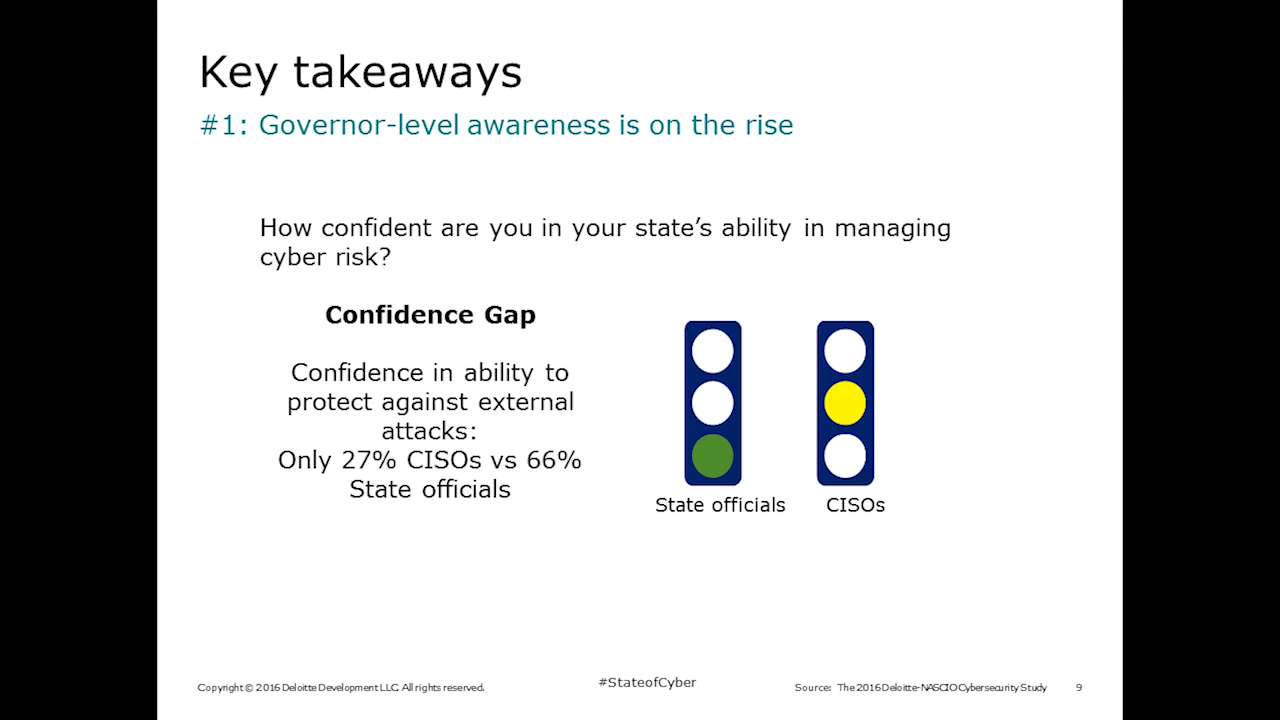 Key takeaways
#1: Governor-level awareness is on the rise
How confident are you in your state’s ability in managing
cyber risk?
Confidence Gap
Confidence in ability to
protect against external
attacks:
Only 27% CISOs vs 66%
State officials
State officials
CISOs
Copyright © 2016 Deloitte Development LLC. All rights reserved.
#StateofCyber
Source: The 2016 Deloitte-NASCIO Cybersecurity Study
9